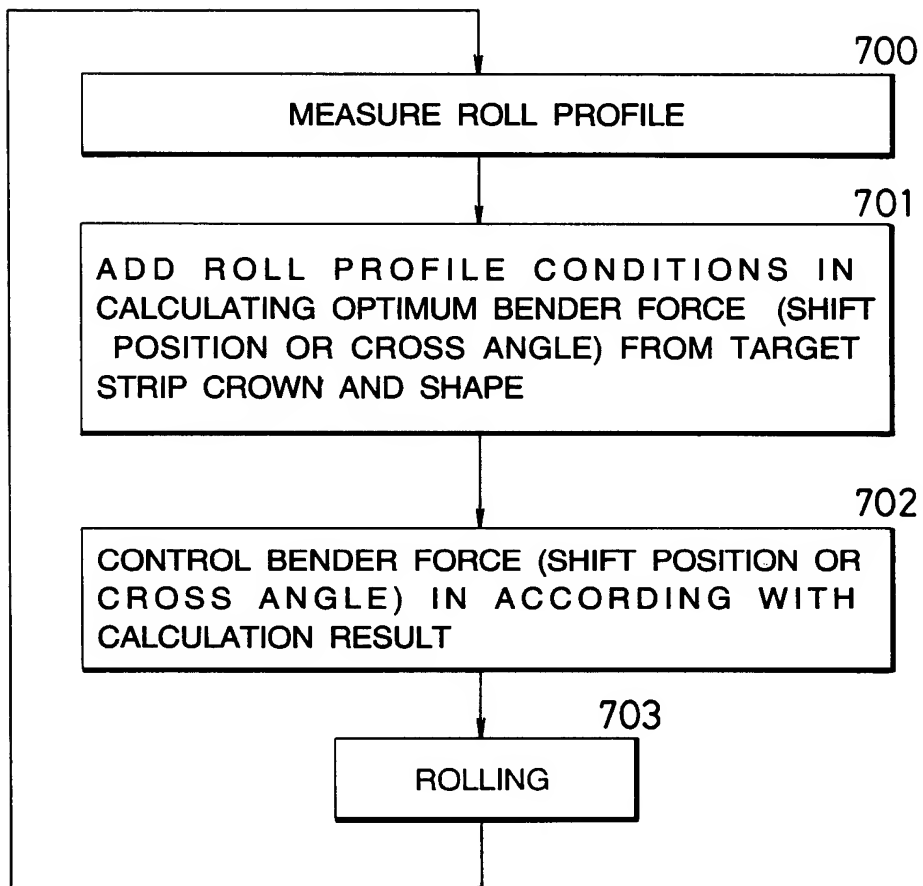 700
MEASURE ROLL PROFILE
701
ADD ROLL PROFILE CONDITIONS IN
CALCULATING OPTIMUM BENDER FORCE (SHIFT
POSITION OR CROSS ANGLE) FROM TARGET
STRIP CROWN AND SHAPE
702
CONTROL BENDER FORCE (SHIFT POSITION OR
CROSS ANGLE) IN ACCORDING WITH
CALCULATION RESULT
703
ROLLING